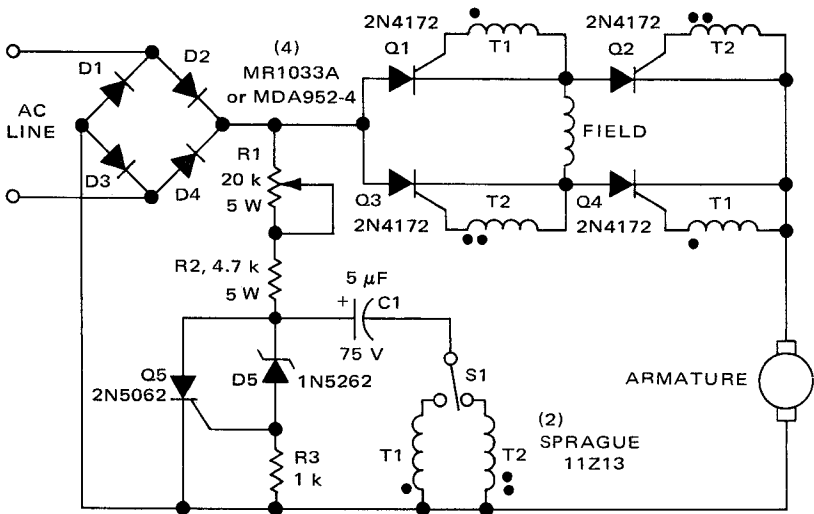 2N4172
2N4172
Q1
T1
Q2
T2
(4)
MR1033A
or MDA952-4
D1
D2
AC
LINE
D3
D4
FIELD
R1
20 k
5 W
Q3
2N4172
T2
Q4
2N4172
T1
R2, 4.7 k
5 W
5 μF
+
C1
75 V
S1
Q5
2N5062
D5
1N5262
ARMATURE
(2)
SPRAGUE
11Z13
T1
T2
R3
1 k